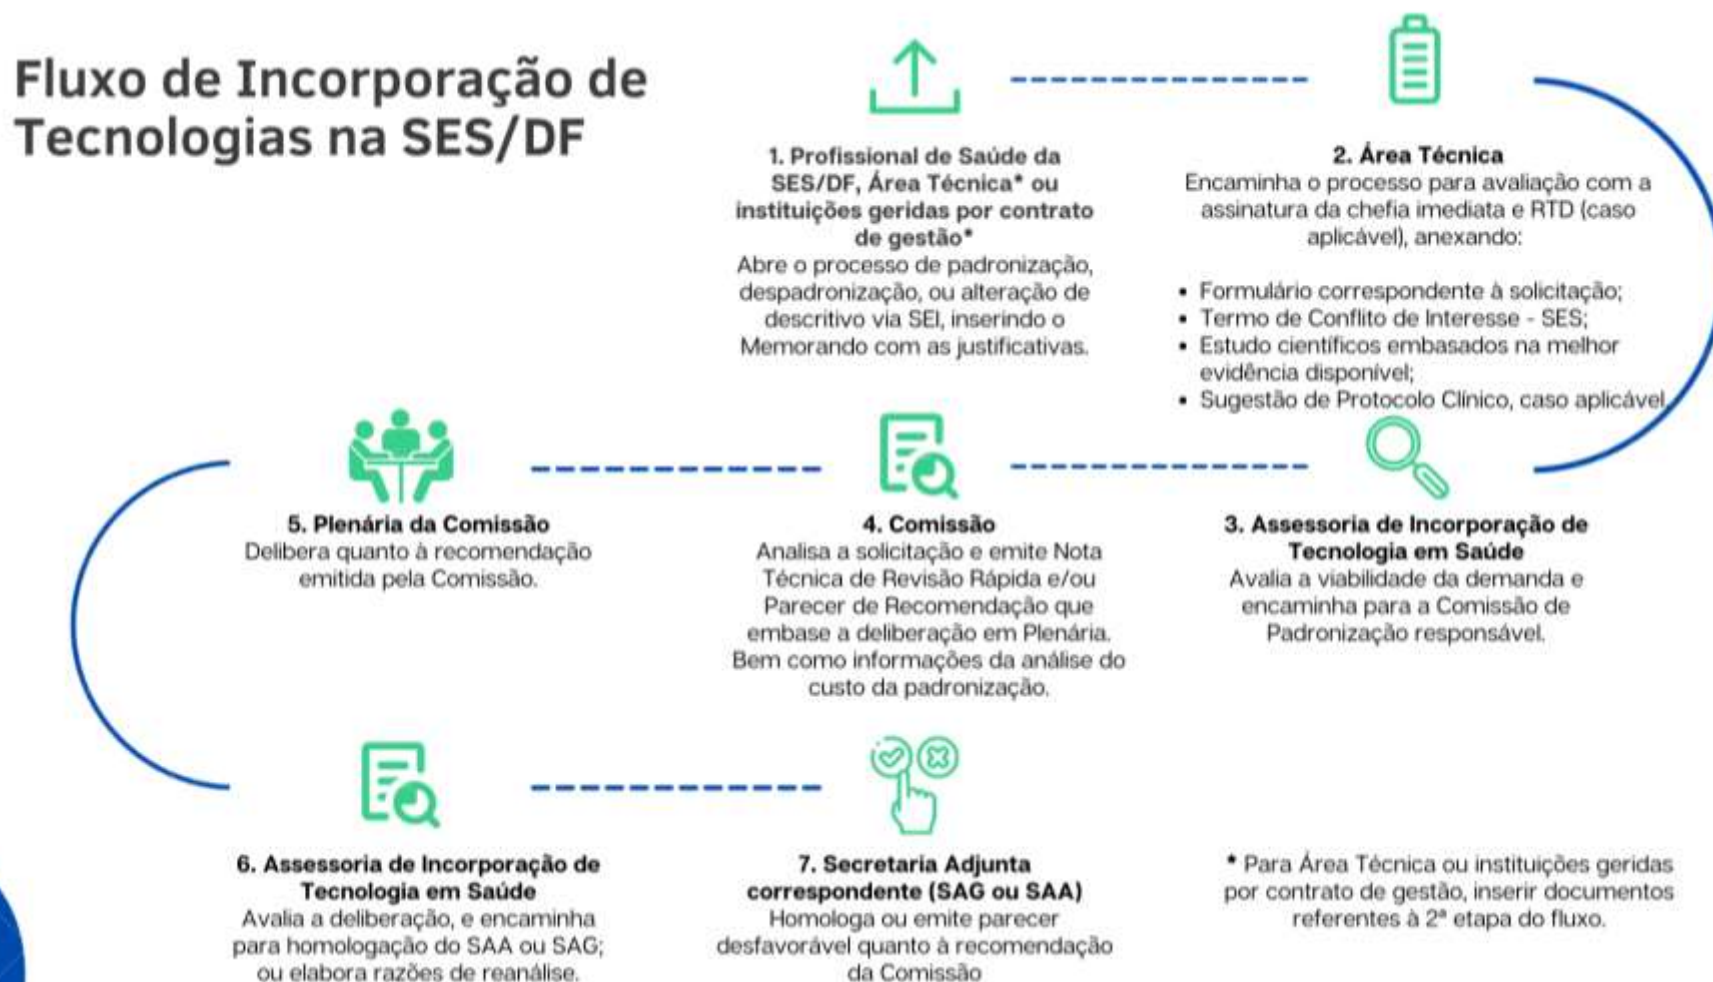 Fluxo de Incorporação de
Tecnologias na SES/DF
1. Profissional de Saúde da
SES/DF, Área Técnica* ou
instituições geridas por contrato
de gestão*
Abre o processo de padronização,
despadronização, ou alteração de
descritivo via SEI, inserindo o
Memorando com as justificativas.
2. Área Técnica
Encaminha o processo para avaliação com a
assinatura da chefia imediata e RTD (caso
aplicável), anexando:
• Formulário correspondente à solicitação;
• Termo de Conflito de Interesse - SES;
• Estudo científicos embasados na melhor
evidência disponível;
• Sugestão de Protocolo Clínico, caso aplicável.
3. Assessoria de Incorporação de
Tecnologia em Saúde
Avalia a viabilidade da demanda e
encaminha para a Comissão de
Padronização responsável.
4. Comissão
Analisa a solicitação e emite Nota
Técnica de Revisão Rápida e/ou
Parecer de Recomendação que
embase a deliberação em Plenária.
Bem como informações da análise do
custo da padronização.
5. Plenária da Comissão
Delibera quanto à recomendação
emitida pela Comissão.
6. Assessoria de Incorporação de
Tecnologia em Saúde
Avalia a deliberação, e encaminha
para homologação do SAA ou SAG;
ou elabora razões de reanálise.
7. Secretaria Adjunta
correspondente (SAG ou SAA)
Homologa ou emite parecer
desfavorável quanto à recomendação
da Comissão
* Para Área Técnica ou instituições geridas
por contrato de gestão, inserir documentos
referentes à 2ª etapa do fluxo.